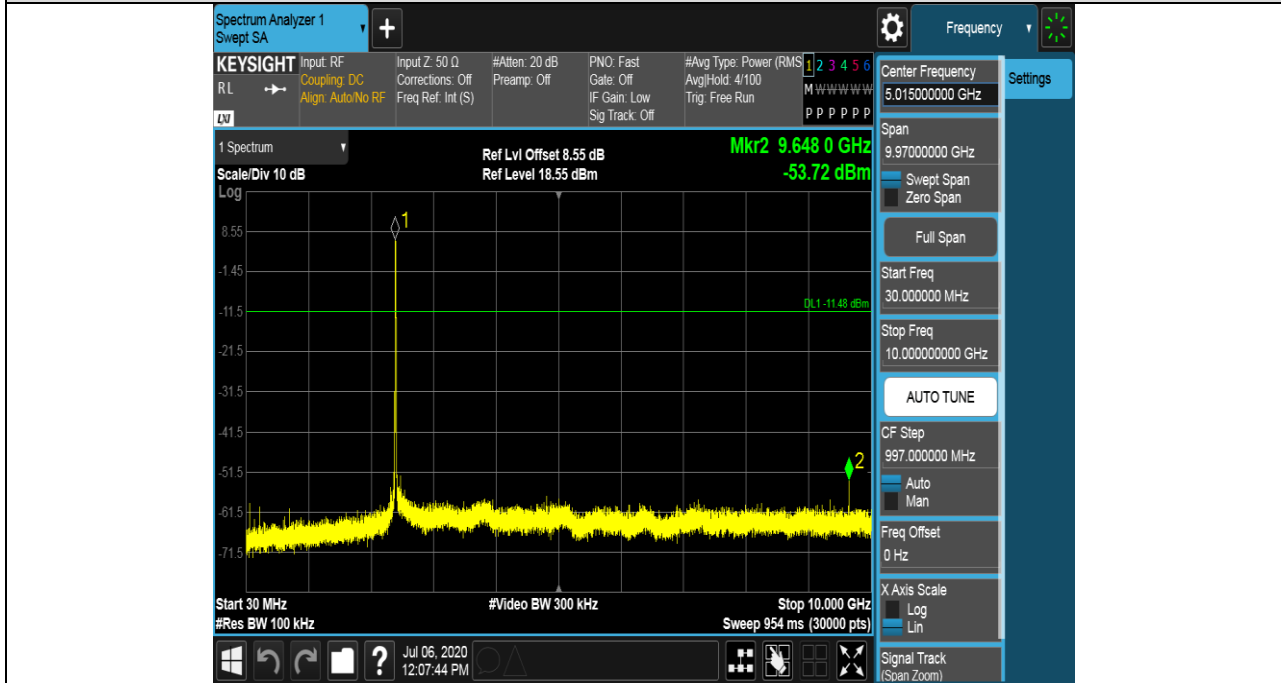 Spectrum Analyzer 1
Swept SA
+
Frequency
KEYSIGHT
RL
LXI
Input: RF
Coupling: DC
Align: Auto/No RF
Input Z: 50 Ω
Corrections: Off
Freq Ref: Int (S)
#Atten: 20 dB
Preamp: Off
PNO: Fast
Gate: Off
IF Gain: Low
Sig Track: Off
#Avg Type: Power (RMS
Avg|Hold: 4/100
Trig: Free Run
1 2 3 4 5 6
M W W W W W
P P P P P P
1 Spectrum
Scale/Div 10 dB
Log
Ref Lvl Offset 8.55 dB
Ref Level 18.55 dBm
Mkr2 9.648 0 GHz
-53.72 dBm
1
8.55
-1.45
DL1 -11.48 dBm
-11.5
-21.5
-31.5
-41.5
2
-51.5
-61.5
-71.5
Start 30 MHz
#Res BW 100 kHz
#Video BW 300 kHz
Stop 10.000 GHz
Sweep 954 ms (30000 pts)
?
Jul 06, 2020
12:07:44 PM
Center Frequency
5.015000000 GHz
Settings
Span
9.97000000 GHz
Swept Span
Zero Span
Full Span
Start Freq
30.000000 MHz
Stop Freq
10.000000000 GHz
AUTO TUNE
CF Step
997.000000 MHz
Auto
Man
Freq Offset
0 Hz
X Axis Scale
Log
Lin
Signal Track
(Span Zoom)